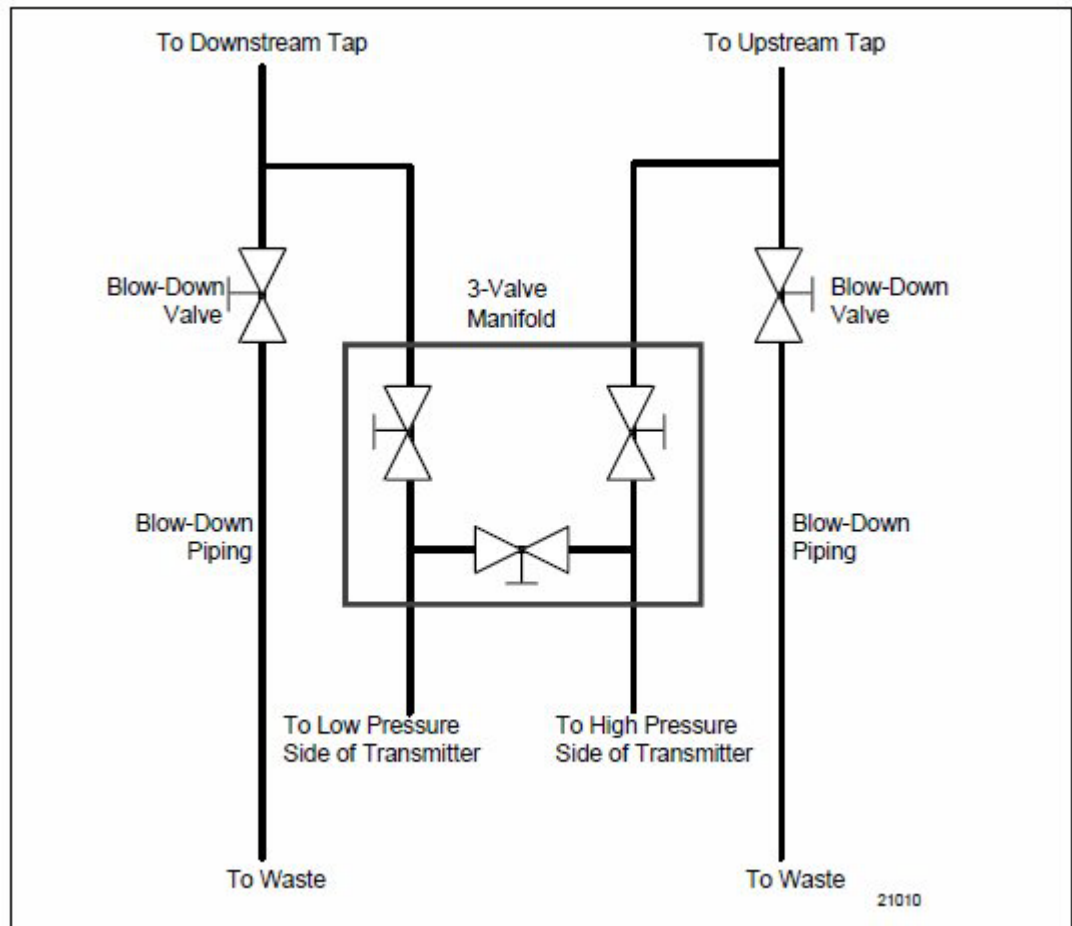 To Downstream Tap
To Upstream Tap
Blow-Down
Valve
3-Valve
Manifold
Blow-Down
Valve
Blow-Down
Piping
Blow-Down
Piping
To Low Pressure
Side of Transmitter
To High Pressure
Side of Transmitter
To Waste
To Waste
21010